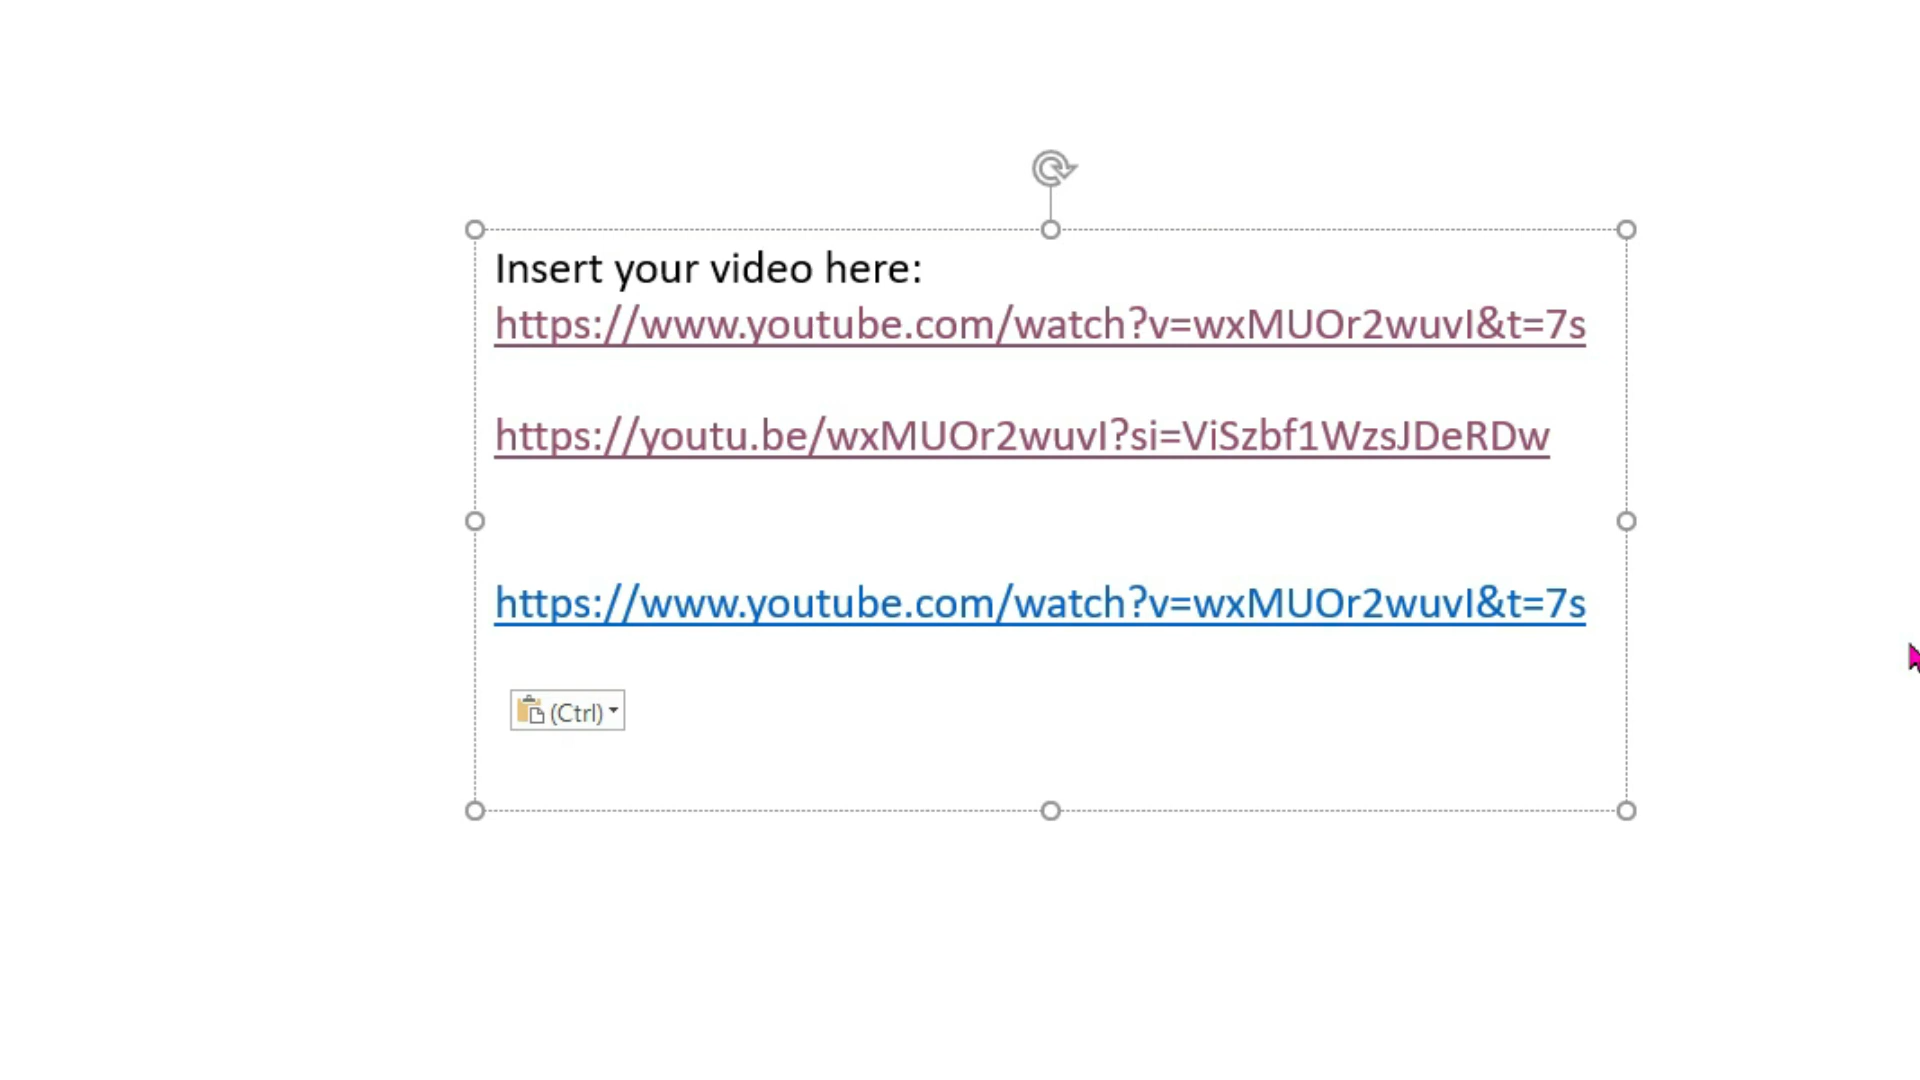 Insert your video here:
https://www.youtube.com/watch?v=wxMUOr2wuvI&t=7s
https://youtu.be/wxMUOr2wuvI?si=ViSzbf1WzsJDeRDw
https://www.youtube.com/watch?v=wxMUOr2wuvI&t=7s
(Ctrl)